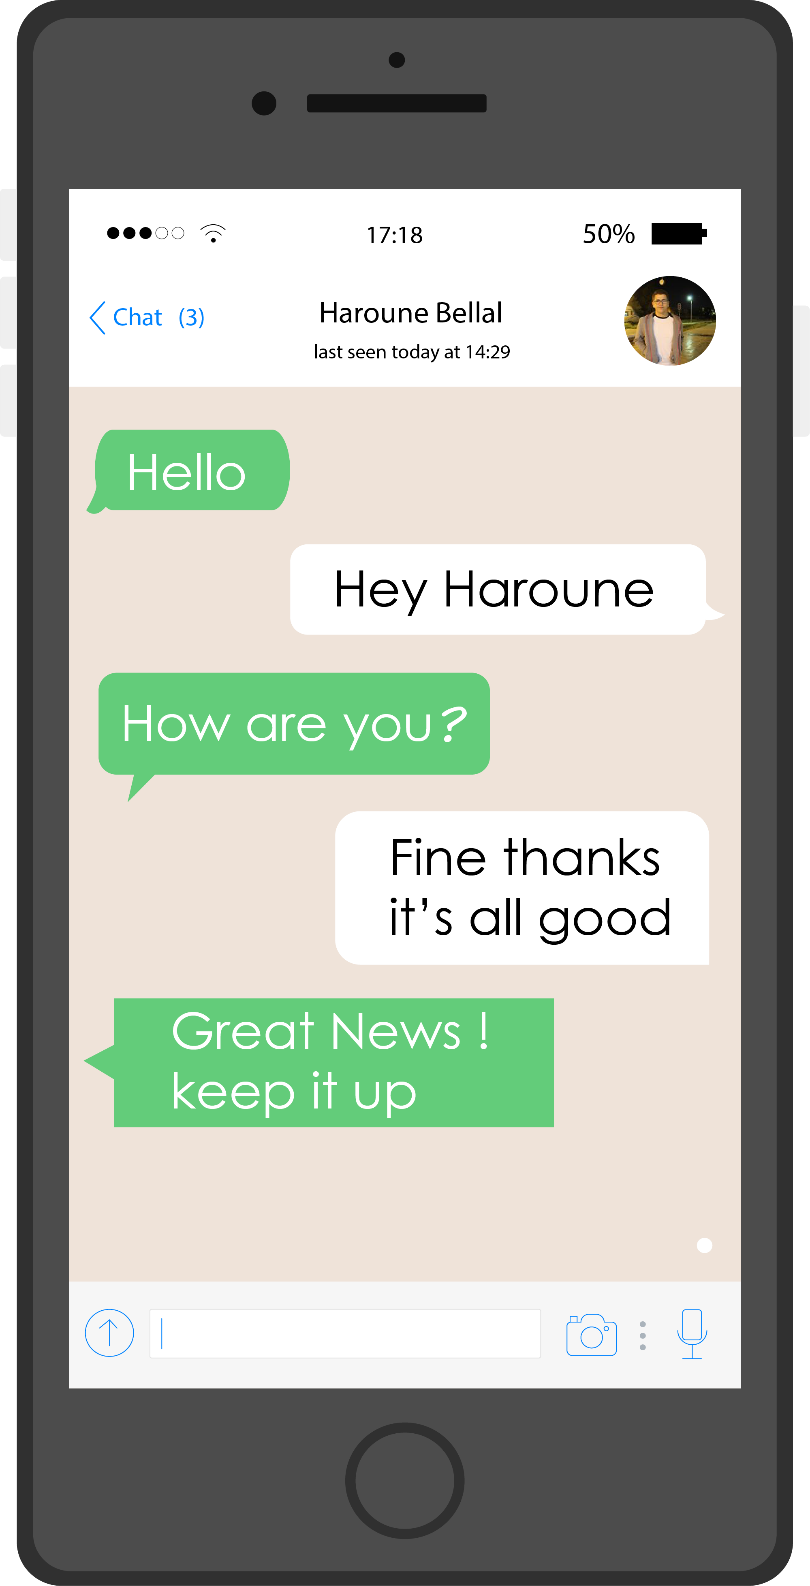 17:18
50%
Chat (3)
Haroune Bellal
last seen today at 14:29
Hello
Hey Haroune
How are you?
Fine thanks
it's all good
Great News !
keep it up